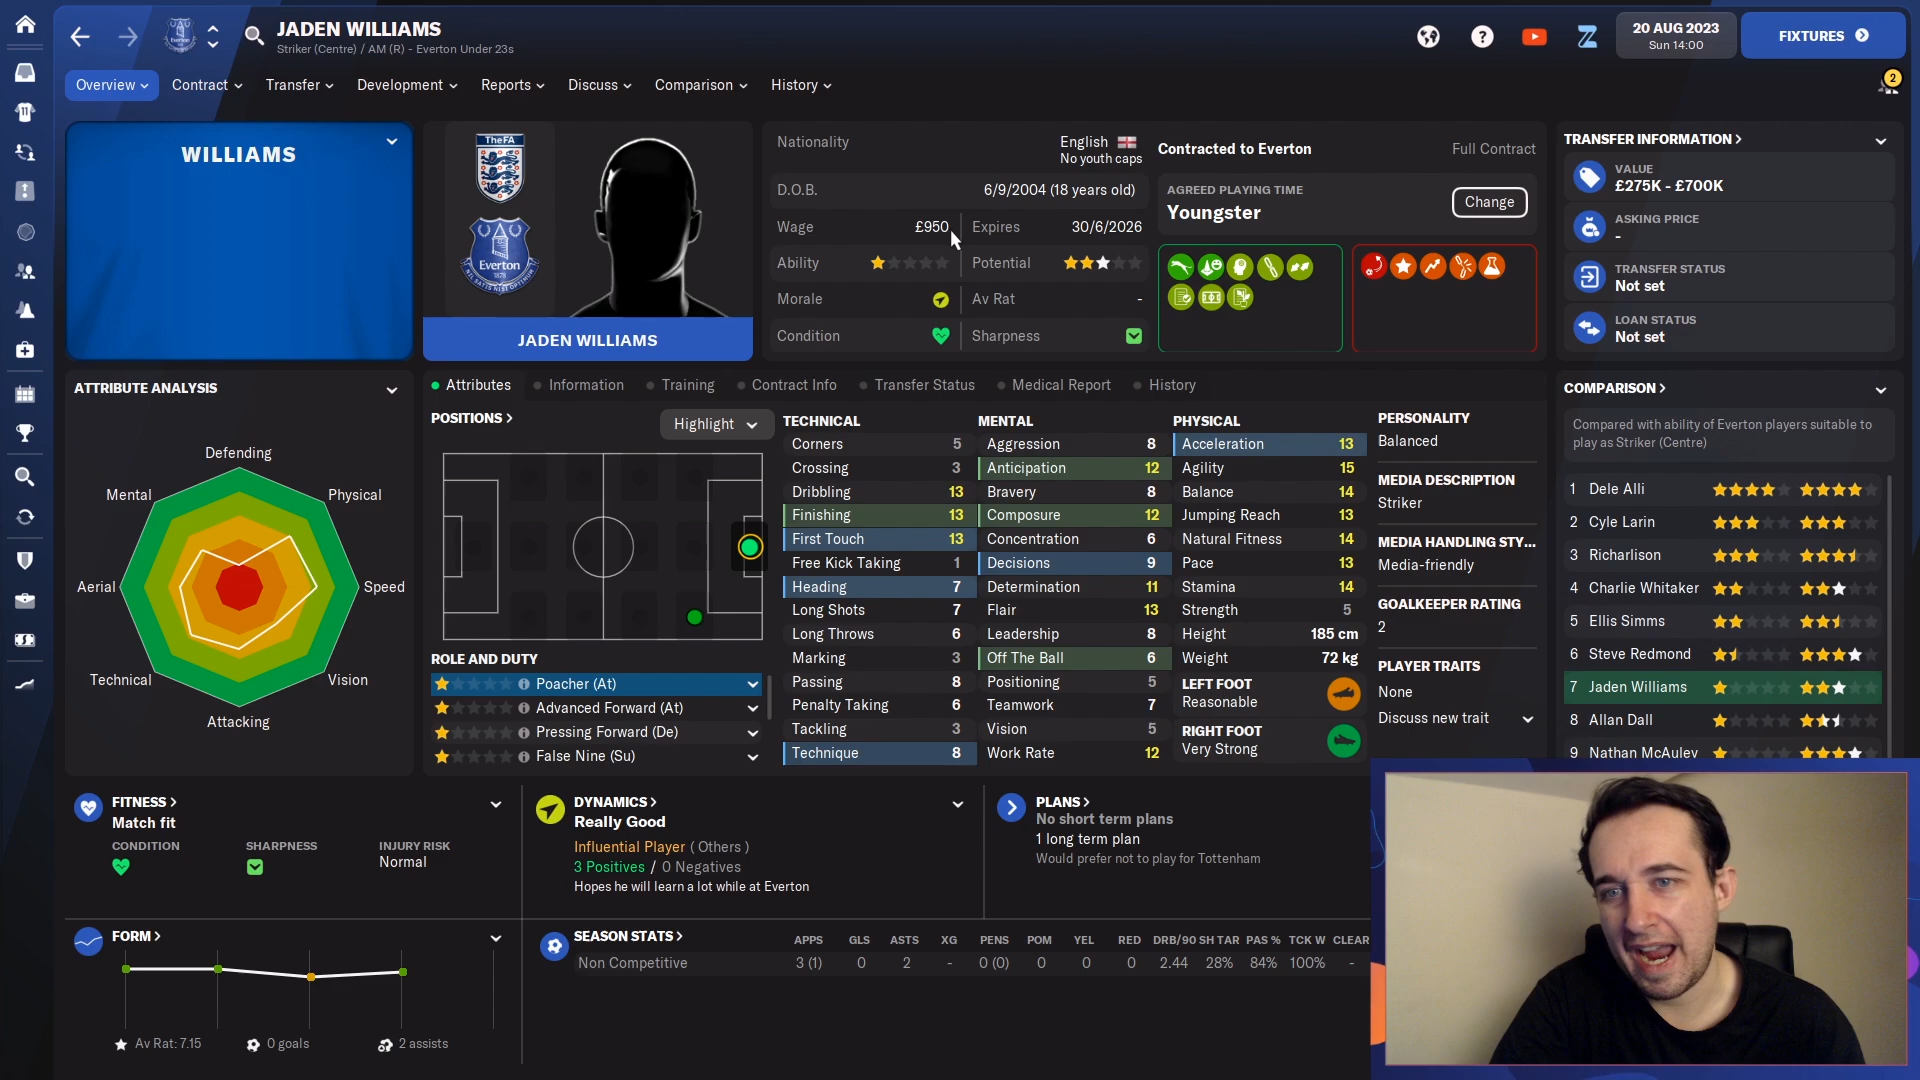 JADEN WILLIAMS
Striker (Centre) / AM (R) - Everton Under 23s
20 AUG 2023
Sun 14:00
FIXTURES
Overview
Contract
Transfer
Development
Reports
Discuss
Comparison
History
2
WILLIAMS
The FA
Everton
1878
JADEN WILLIAMS
Nationality
English
No youth caps
D.O.B.
6/9/2004 (18 years old)
Wage
£950
Expires
30/6/2026
Ability
Potential
Morale
Av Rat
-
Condition
Sharpness
Contracted to Everton
Full Contract
AGREED PLAYING TIME
Youngster
Change
TRANSFER INFORMATION >
VALUE
£275K - £700K
ASKING PRICE
-
TRANSFER STATUS
Not set
LOAN STATUS
Not set
ATTRIBUTE ANALYSIS
Defending
Mental
Physical
Aerial
Speed
Technical
Vision
Attacking
Attributes
Information
Training
Contract Info
Transfer Status
Medical Report
History
POSITIONS >
Highlight
ROLE AND DUTY
Poacher (At)
Advanced Forward (At)
Pressing Forward (De)
False Nine (Su)
TECHNICAL
Corners 5
Crossing 3
Dribbling 13
Finishing 13
First Touch 13
Free Kick Taking 1
Heading 7
Long Shots 7
Long Throws 6
Marking 3
Passing 8
Penalty Taking 6
Tackling 3
Technique 8
MENTAL
Aggression 8
Anticipation 12
Bravery 8
Composure 12
Concentration 6
Decisions 9
Determination 11
Flair 13
Leadership 8
Off The Ball 6
Positioning 5
Teamwork 7
Vision 5
Work Rate 12
PHYSICAL
Acceleration 13
Agility 15
Balance 14
Jumping Reach 13
Natural Fitness 14
Pace 13
Stamina 14
Strength 5
Height 185 cm
Weight 72 kg
LEFT FOOT
Reasonable
RIGHT FOOT
Very Strong
PERSONALITY
Balanced
MEDIA DESCRIPTION
Striker
MEDIA HANDLING STY...
Media-friendly
GOALKEEPER RATING
2
PLAYER TRAITS
None
Discuss new trait
COMPARISON >
Compared with ability of Everton players suitable to
play as Striker (Centre)
1 Dele Alli
2 Cyle Larin
3 Richarlison
4 Charlie Whitaker
5 Ellis Simms
6 Steve Redmond
7 Jaden Williams
8 Allan Dall
9 Nathan McAuley
FITNESS >
Match fit
CONDITION
SHARPNESS
INJURY RISK
Normal
DYNAMICS >
Really Good
Influential Player ( Others )
3 Positives / 0 Negatives
Hopes he will learn a lot while at Everton
PLANS >
No short term plans
1 long term plan
Would prefer not to play for Tottenham
FORM >
Av Rat: 7.15
0 goals
2 assists
SEASON STATS >
APPS GLS ASTS XG PENS POM YEL RED DRB/90 SH TAR PAS % TCK W CLEAR
Non Competitive 3 (1) 0 2 - 0 (0) 0 0 0 2.44 28% 84% 100% -